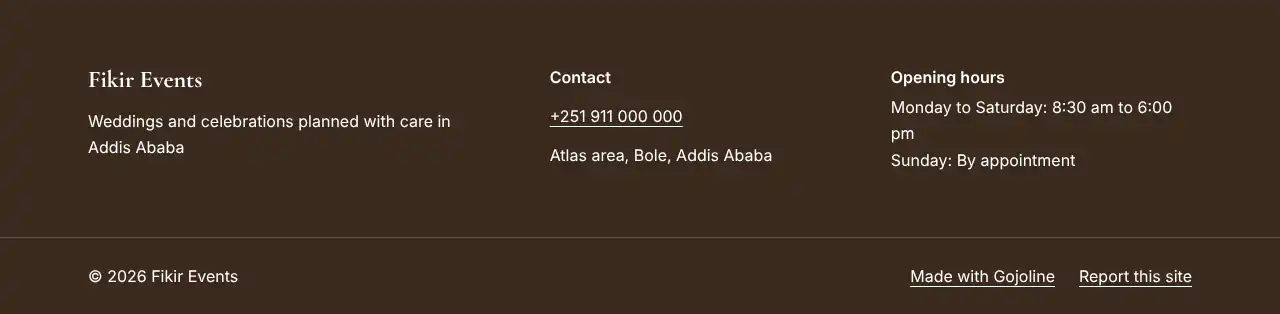 Fikir Events
Weddings and celebrations planned with care in
Addis Ababa
Contact
+251 911 000 000
Atlas area, Bole, Addis Ababa
Opening hours
Monday to Saturday: 8:30 am to 6:00
pm
Sunday: By appointment
© 2026 Fikir Events
Made with Gojoline
Report this site